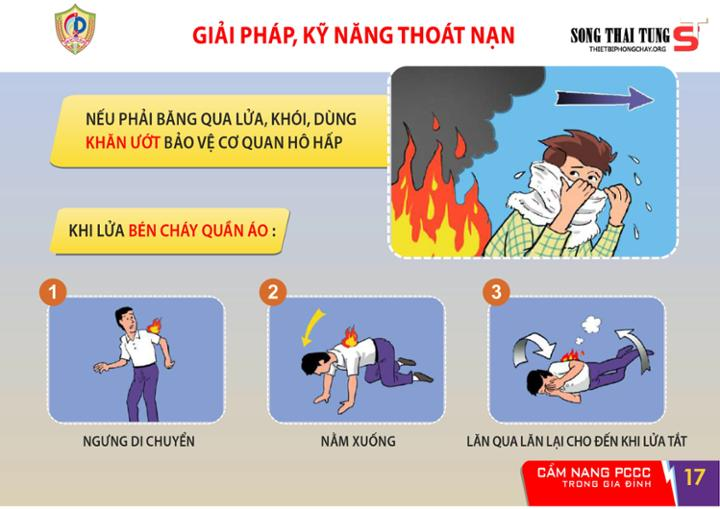 GIẢI PHÁP, KỸ NĂNG THOÁT NẠN
SONG THAI TUNG
THIETBIPHONGCHAY.ORG
NẾU PHẢI BĂNG QUA LỬA, KHÓI, DÙNG
KHĂN ƯỚT BẢO VỆ CƠ QUAN HÔ HẤP
KHI LỬA BÉN CHÁY QUẦN ÁO :
1
2
3
NGƯNG DI CHUYỂN
NẰM XUỐNG
LĂN QUA LĂN LẠI CHO ĐẾN KHI LỬA TẮT
CẨM NANG PCCC
TRONG GIA ĐÌNH
17